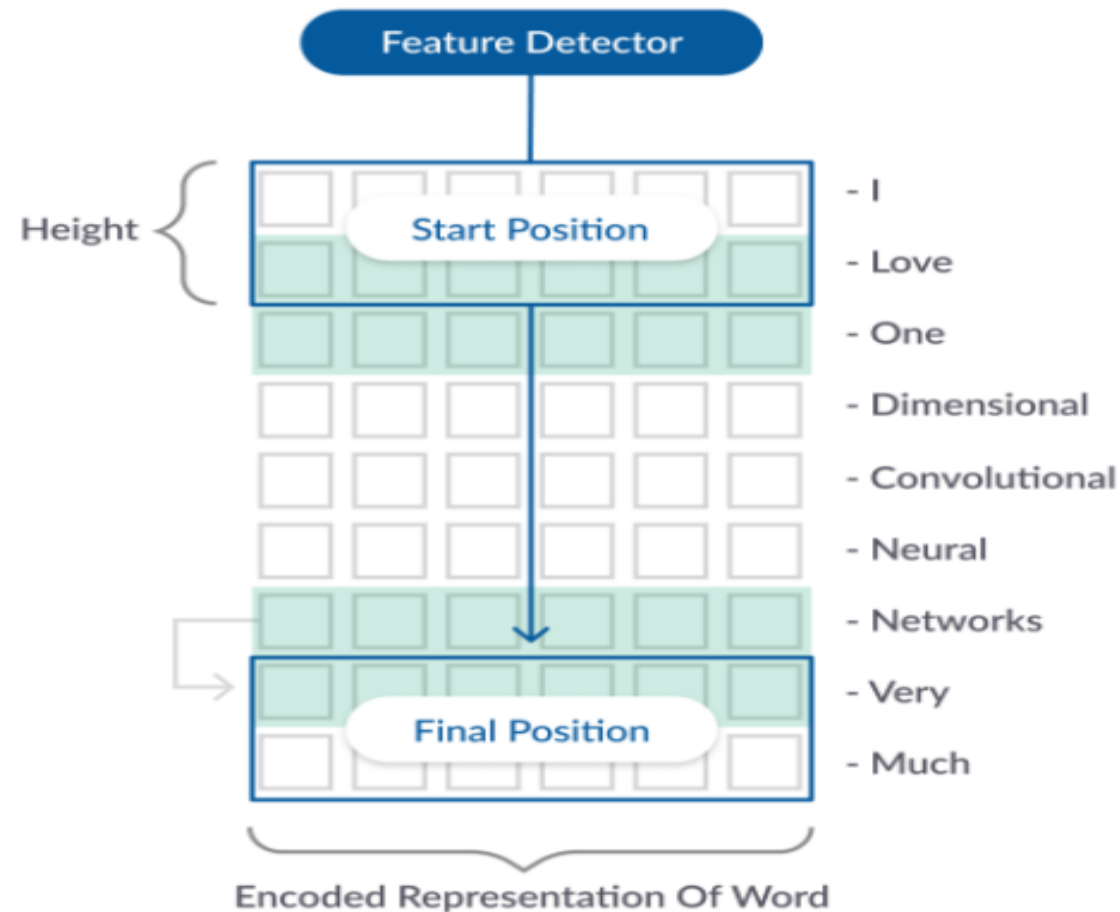 Feature Detector
Height
Start Position
- I
- Love
- One
- Dimensional
- Convolutional
- Neural
- Networks
- Very
- Much
Final Position
Encoded Representation Of Word